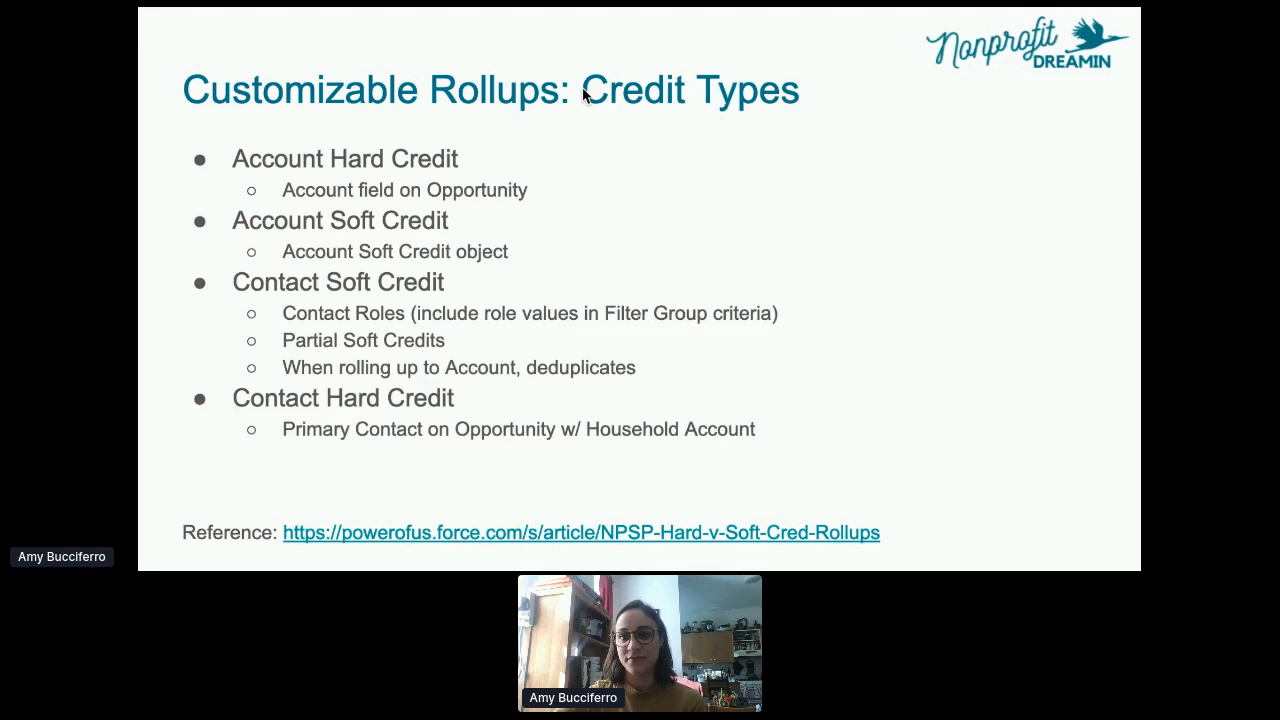 Nonprofit
DREAMIN
Customizable Rollups: Credit Types
● Account Hard Credit
○ Account field on Opportunity
● Account Soft Credit
○ Account Soft Credit object
● Contact Soft Credit
○ Contact Roles (include role values in Filter Group criteria)
○ Partial Soft Credits
○ When rolling up to Account, deduplicates
● Contact Hard Credit
○ Primary Contact on Opportunity w/ Household Account
Reference: https://powerofus.force.com/s/article/NPSP-Hard-v-Soft-Cred-Rollups
Amy Bucciferro
Amy Bucciferro